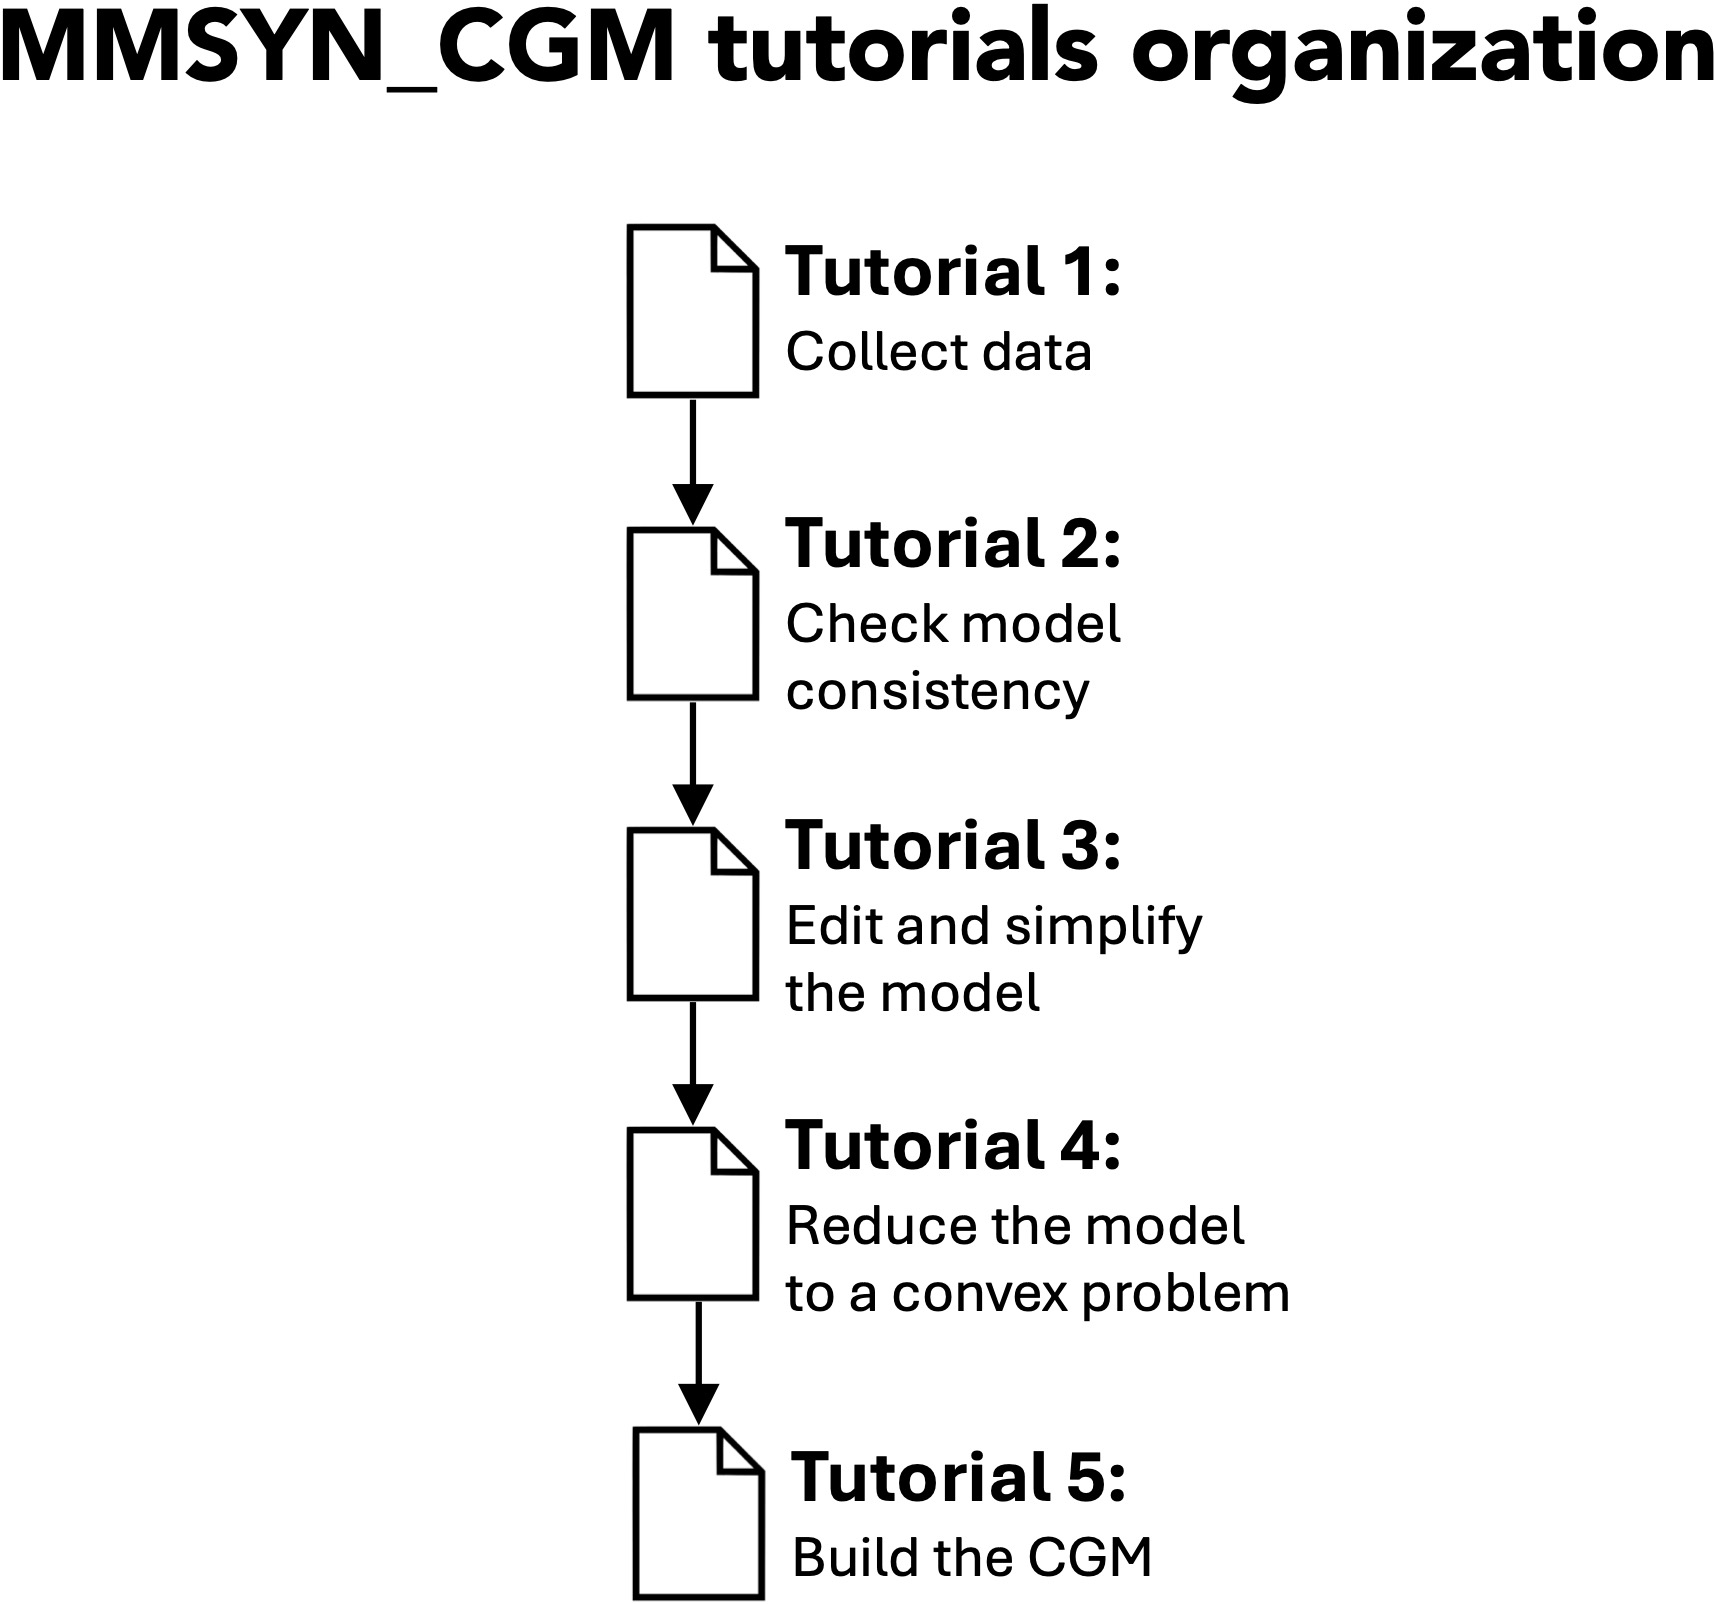 MMSYN_CGM tutorials organization
Tutorial 1:
Collect data
Tutorial 2:
Check model
consistency
Tutorial 3:
Edit and simplify
the model
Tutorial 4:
Reduce the model
to a convex problem
Tutorial 5:
Build the CGM